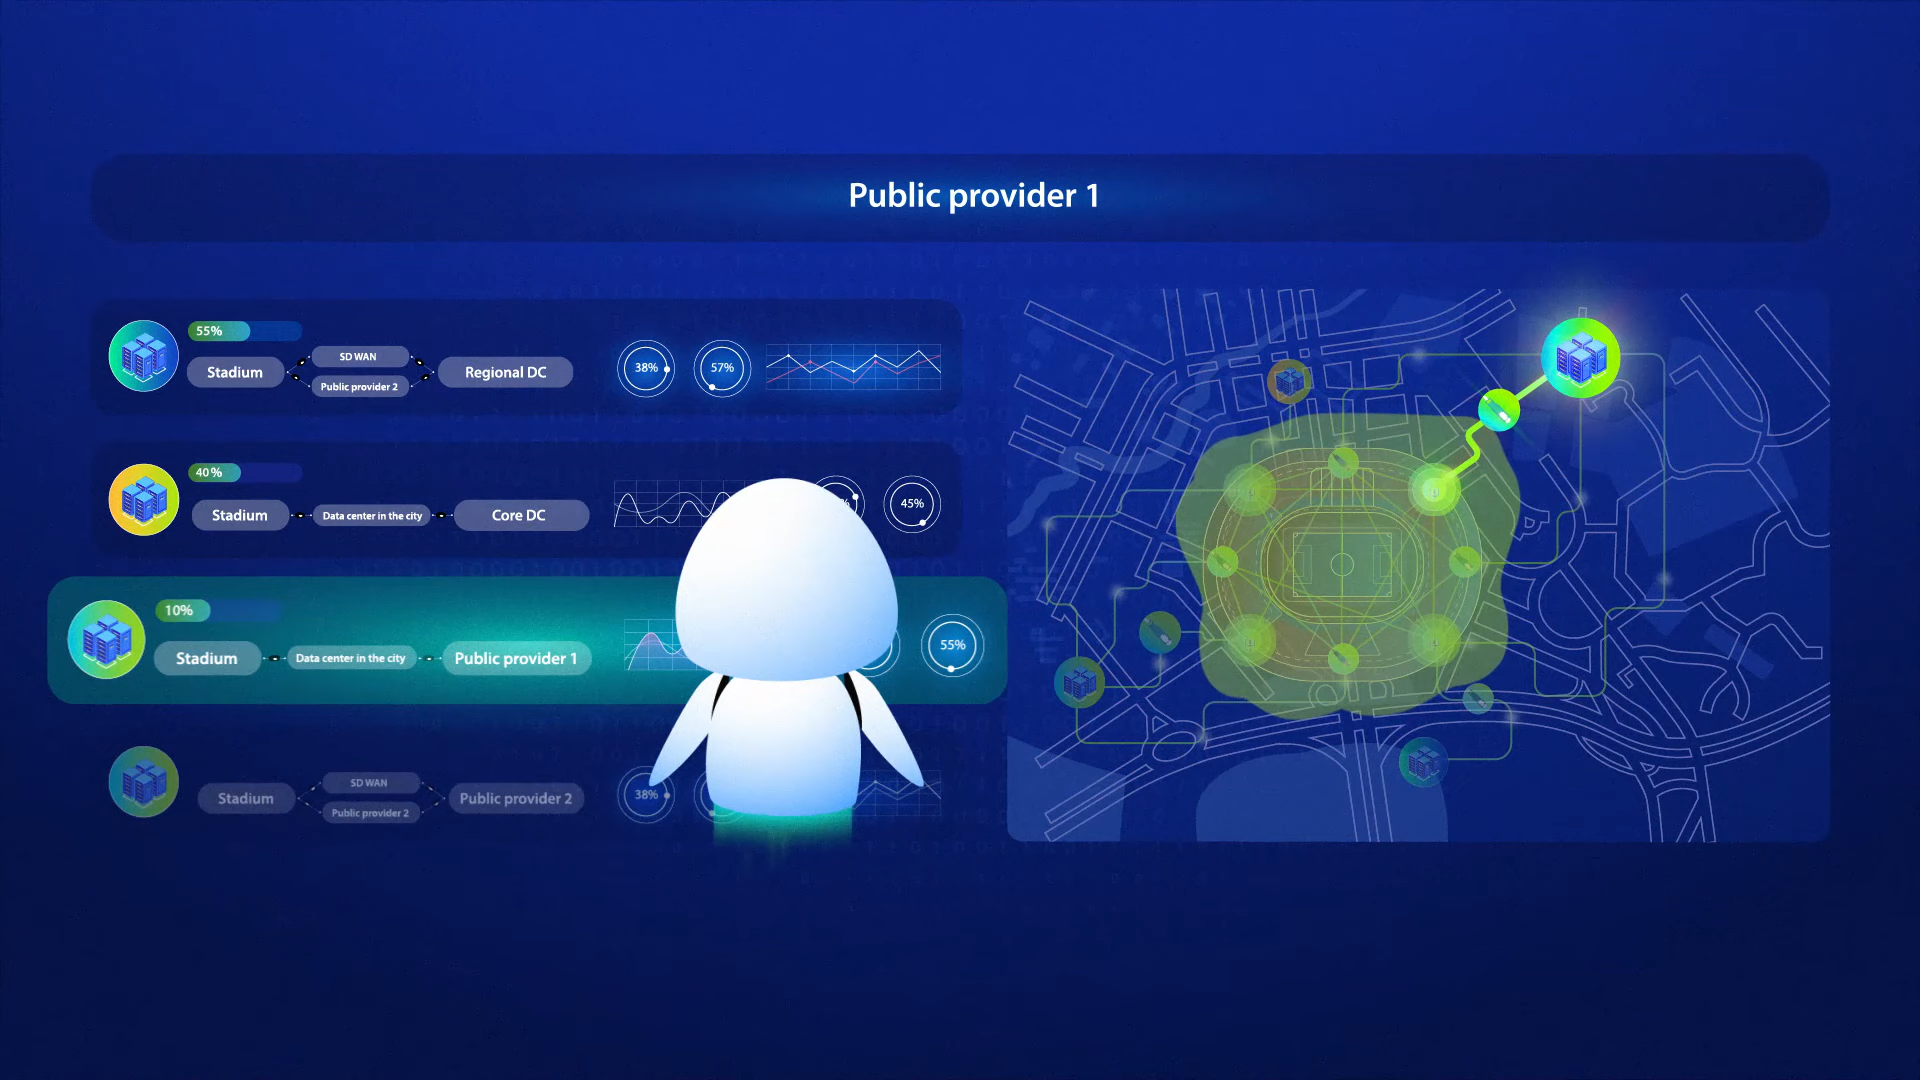 Public provider 1
55%
SD WAN
Stadium
Regional DC
Public provider 2
38%
57%
40%
Stadium
Data center in the city
Core DC
%
45%
10%
Stadium
Data center in the city
Public provider 1
55%
SD WAN
Stadium
Public provider 2
Public provider 2
38%